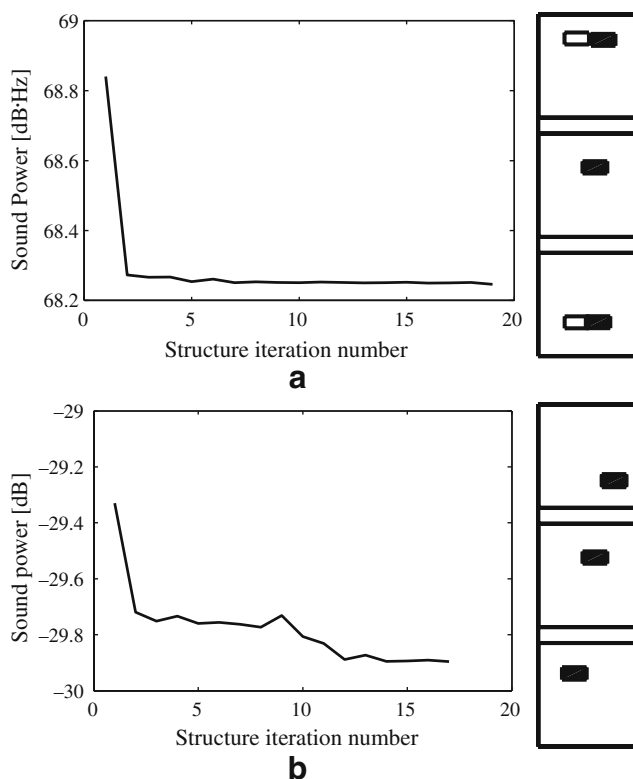 69
68.8
68.6
68.4
68.2
0 5 10 15 20
Sound Power [dB·Hz]
Structure iteration number
a
−29
−29.2
−29.4
−29.6
−29.8
−30
0 5 10 15 20
Sound power [dB]
Structure iteration number
b